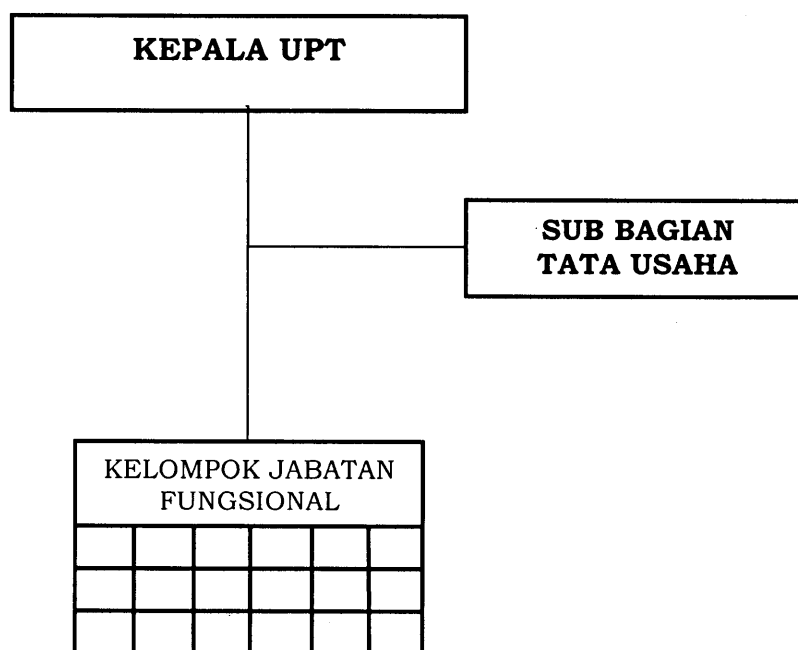 KEPALA UPT
SUB BAGIAN
TATA USAHA
KELOMPOK JABATAN
FUNGSIONAL